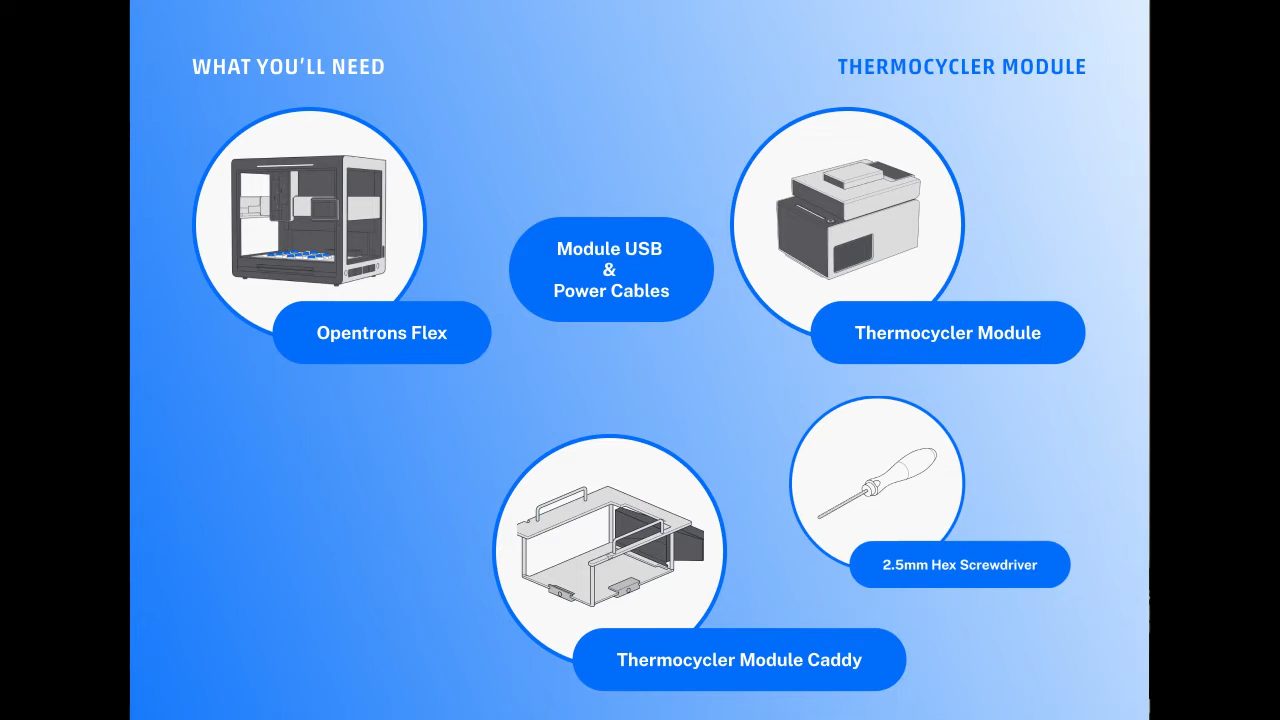 WHAT YOU'LL NEED
THERMOCYCLER MODULE
Module USB
&
Power Cables
Opentrons Flex
Thermocycler Module
2.5mm Hex Screwdriver
Thermocycler Module Caddy